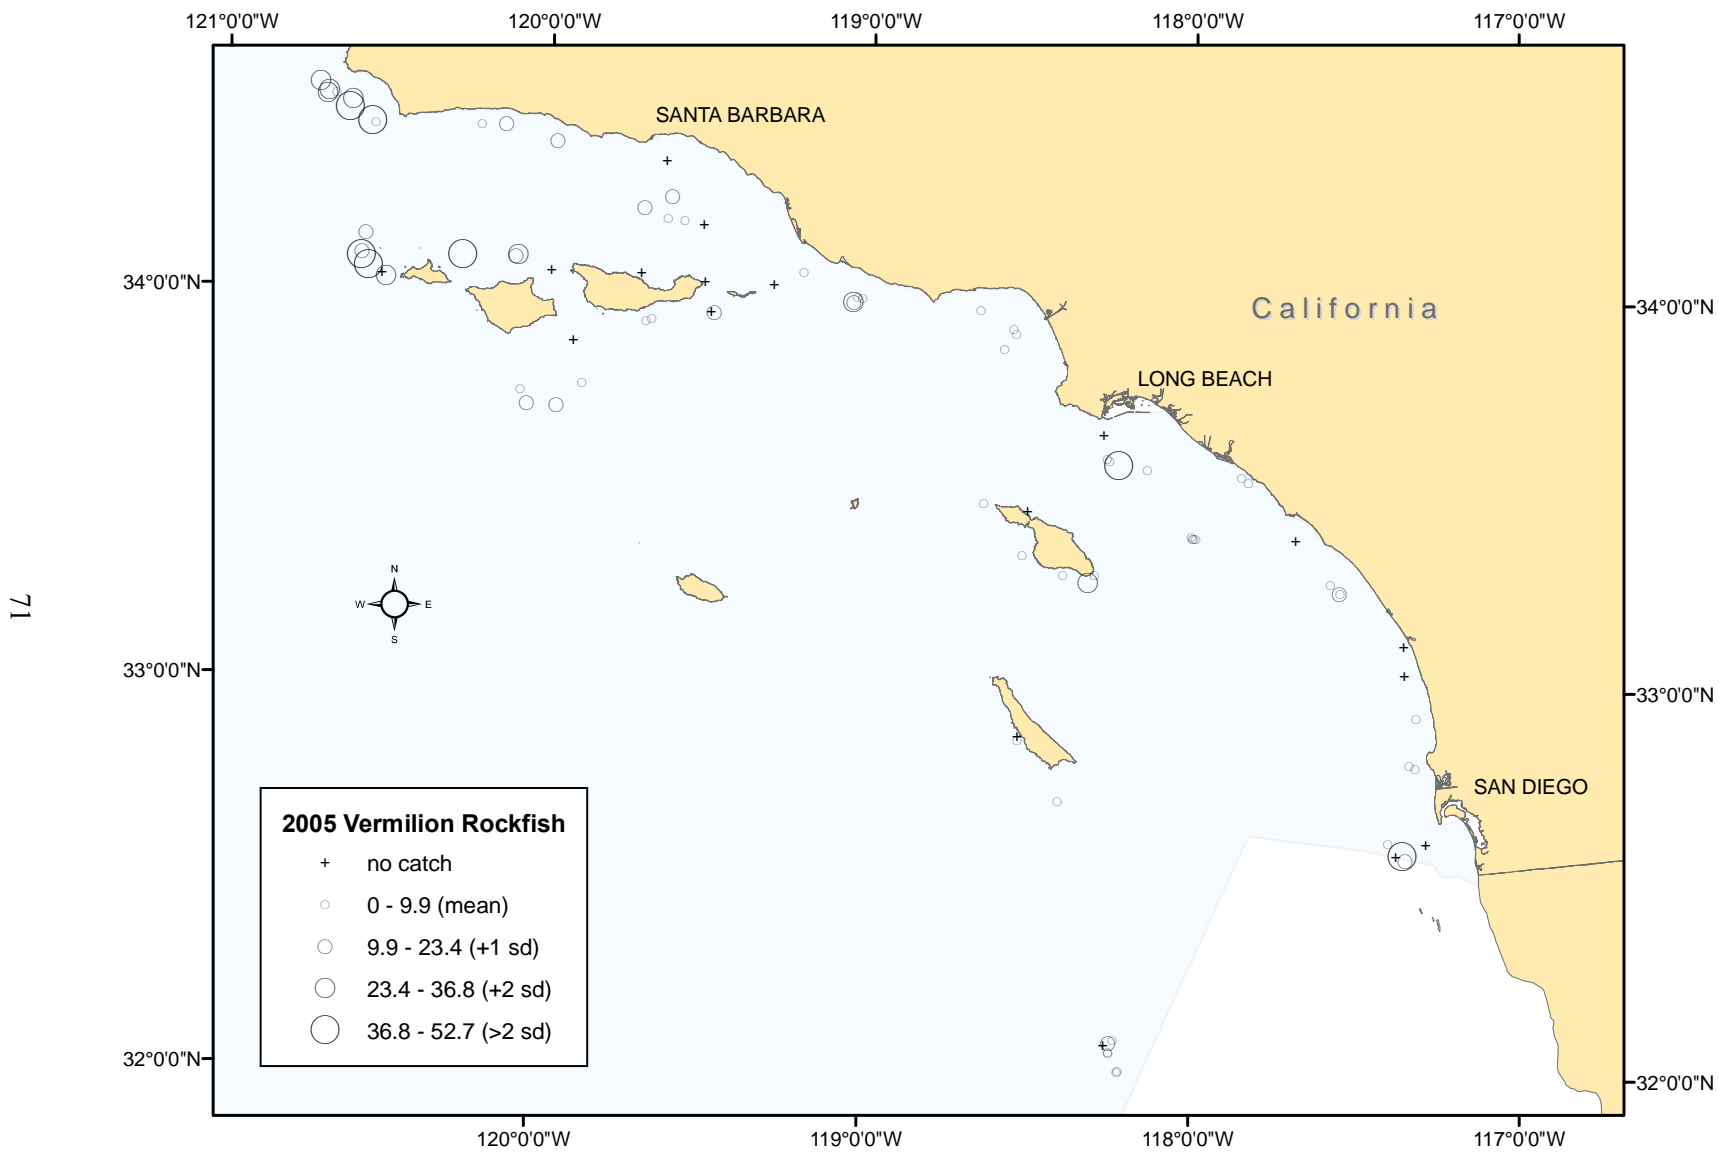 121°0'0"W 120°0'0"W 119°0'0"W 118°0'0"W 117°0'0"W
SANTA BARBARA
34°0'0"N
34°0'0"N
California
LONG BEACH
N
W E
S
71
33°0'0"N
33°0'0"N
SAN DIEGO
2005 Vermilion Rockfish
+ no catch
0 - 9.9 (mean)
9.9 - 23.4 (+1 sd)
23.4 - 36.8 (+2 sd)
36.8 - 52.7 (>2 sd)
32°0'0"N
32°0'0"N
120°0'0"W 119°0'0"W 118°0'0"W 117°0'0"W